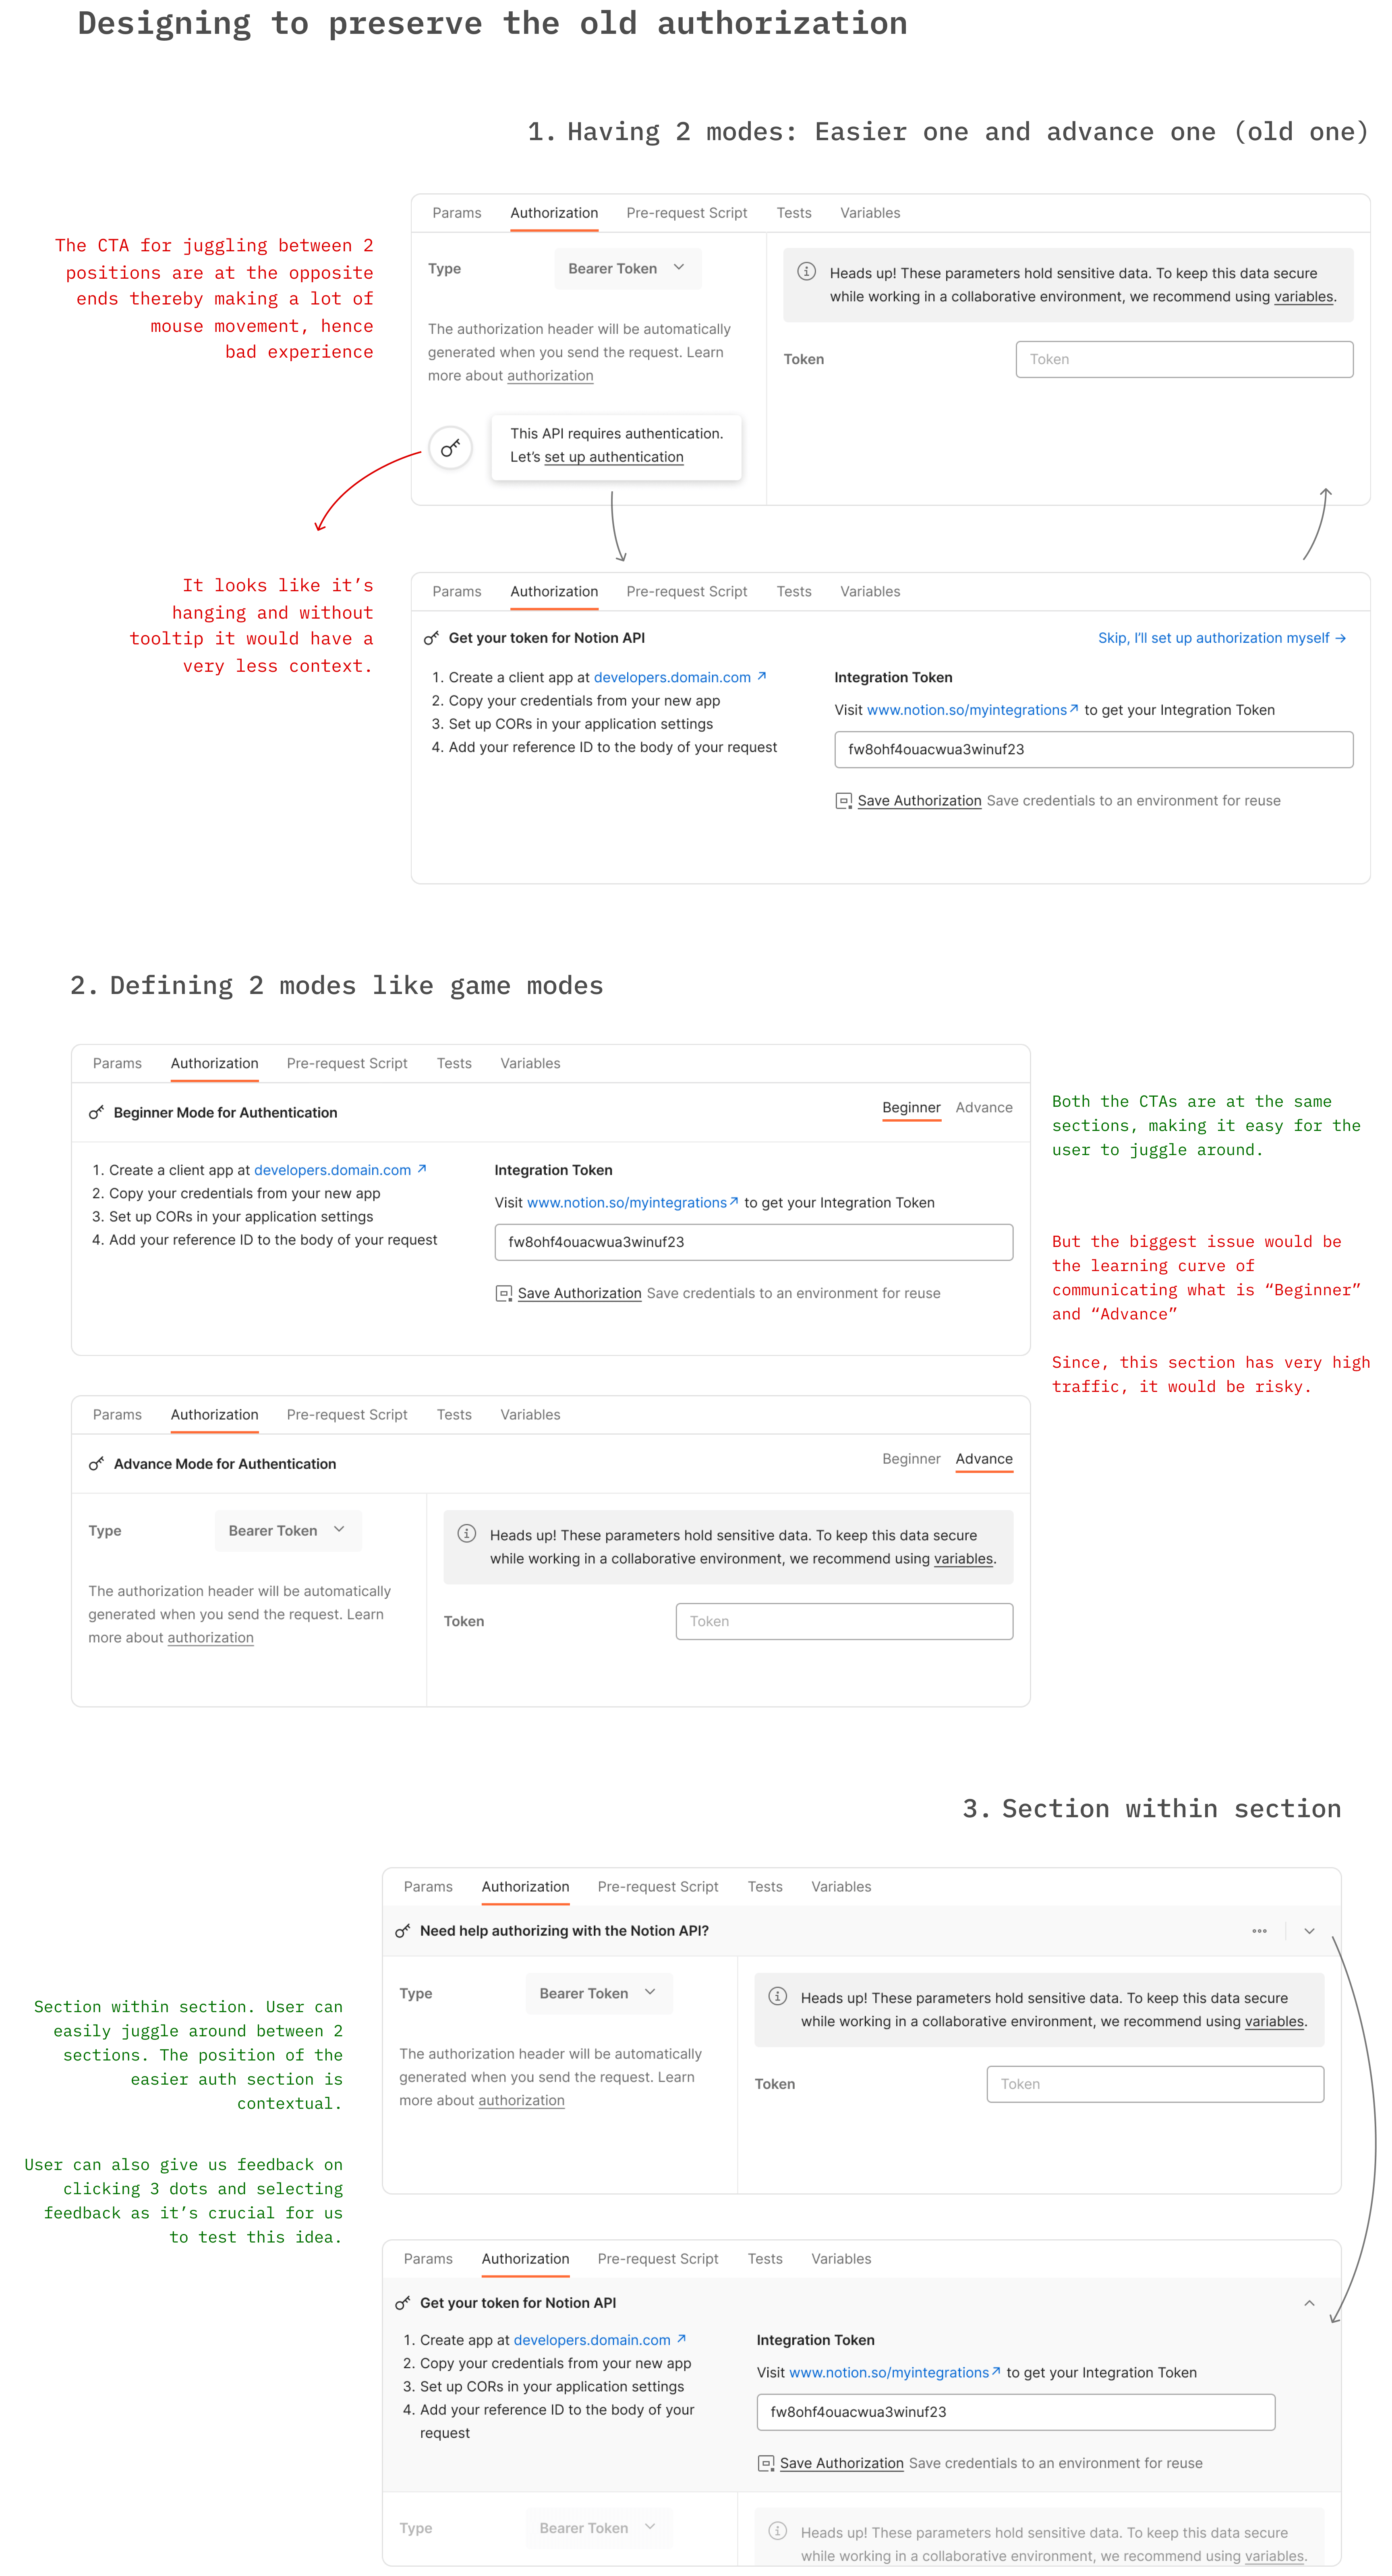 Designing to preserve the old authorization
1. Having 2 modes: Easier one and advance one (old one)
The CTA for juggling between 2
positions are at the opposite
ends thereby making a lot of
mouse movement, hence
bad experience
Params Authorization Pre-request Script Tests Variables
Type Bearer Token
The authorization header will be automatically
generated when you send the request. Learn
more about authorization
This API requires authentication.
Let’s set up authentication
Heads up! These parameters hold sensitive data. To keep this data secure
while working in a collaborative environment, we recommend using variables.
Token Token
It looks like it’s
hanging and without
tooltip it would have a
very less context.
Params Authorization Pre-request Script Tests Variables
Get your token for Notion API Skip, I’ll set up authorization myself →
1. Create a client app at developers.domain.com ↗
2. Copy your credentials from your new app
3. Set up CORs in your application settings
4. Add your reference ID to the body of your request
Integration Token
Visit www.notion.so/myintegrations↗ to get your Integration Token
fw8ohf4ouacwua3winuf23
Save Authorization Save credentials to an environment for reuse
2. Defining 2 modes like game modes
Params Authorization Pre-request Script Tests Variables
Beginner Mode for Authentication Beginner Advance
1. Create a client app at developers.domain.com ↗
2. Copy your credentials from your new app
3. Set up CORs in your application settings
4. Add your reference ID to the body of your request
Integration Token
Visit www.notion.so/myintegrations↗ to get your Integration Token
fw8ohf4ouacwua3winuf23
Save Authorization Save credentials to an environment for reuse
Both the CTAs are at the same
sections, making it easy for the
user to juggle around.
But the biggest issue would be
the learning curve of
communicating what is “Beginner”
and “Advance”
Since, this section has very high
traffic, it would be risky.
Params Authorization Pre-request Script Tests Variables
Advance Mode for Authentication Beginner Advance
Type Bearer Token
The authorization header will be automatically
generated when you send the request. Learn
more about authorization
Heads up! These parameters hold sensitive data. To keep this data secure
while working in a collaborative environment, we recommend using variables.
Token Token
3. Section within section
Params Authorization Pre-request Script Tests Variables
Need help authorizing with the Notion API?
Type Bearer Token
The authorization header will be automatically
generated when you send the request. Learn
more about authorization
Heads up! These parameters hold sensitive data. To keep this data secure
while working in a collaborative environment, we recommend using variables.
Token Token
Section within section. User can
easily juggle around between 2
sections. The position of the
easier auth section is
contextual.
User can also give us feedback on
clicking 3 dots and selecting
feedback as it’s crucial for us
to test this idea.
Params Authorization Pre-request Script Tests Variables
Get your token for Notion API
1. Create app at developers.domain.com ↗
2. Copy your credentials from your new app
3. Set up CORs in your application settings
4. Add your reference ID to the body of your
request
Integration Token
Visit www.notion.so/myintegrations↗ to get your Integration Token
fw8ohf4ouacwua3winuf23
Save Authorization Save credentials to an environment for reuse
Type Bearer Token
Heads up! These parameters hold sensitive data. To keep this data secure
while working in a collaborative environment, we recommend using variables.